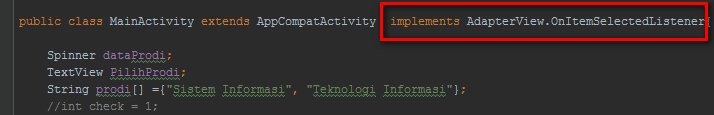 public class MainActivity extends AppCompatActivity implements AdapterView.OnItemSelectedListener{
Spinner dataProdi;
TextView PilihProdi;
String prodi[] ={"Sistem Informasi", "Teknologi Informasi"};
//int check = 1;